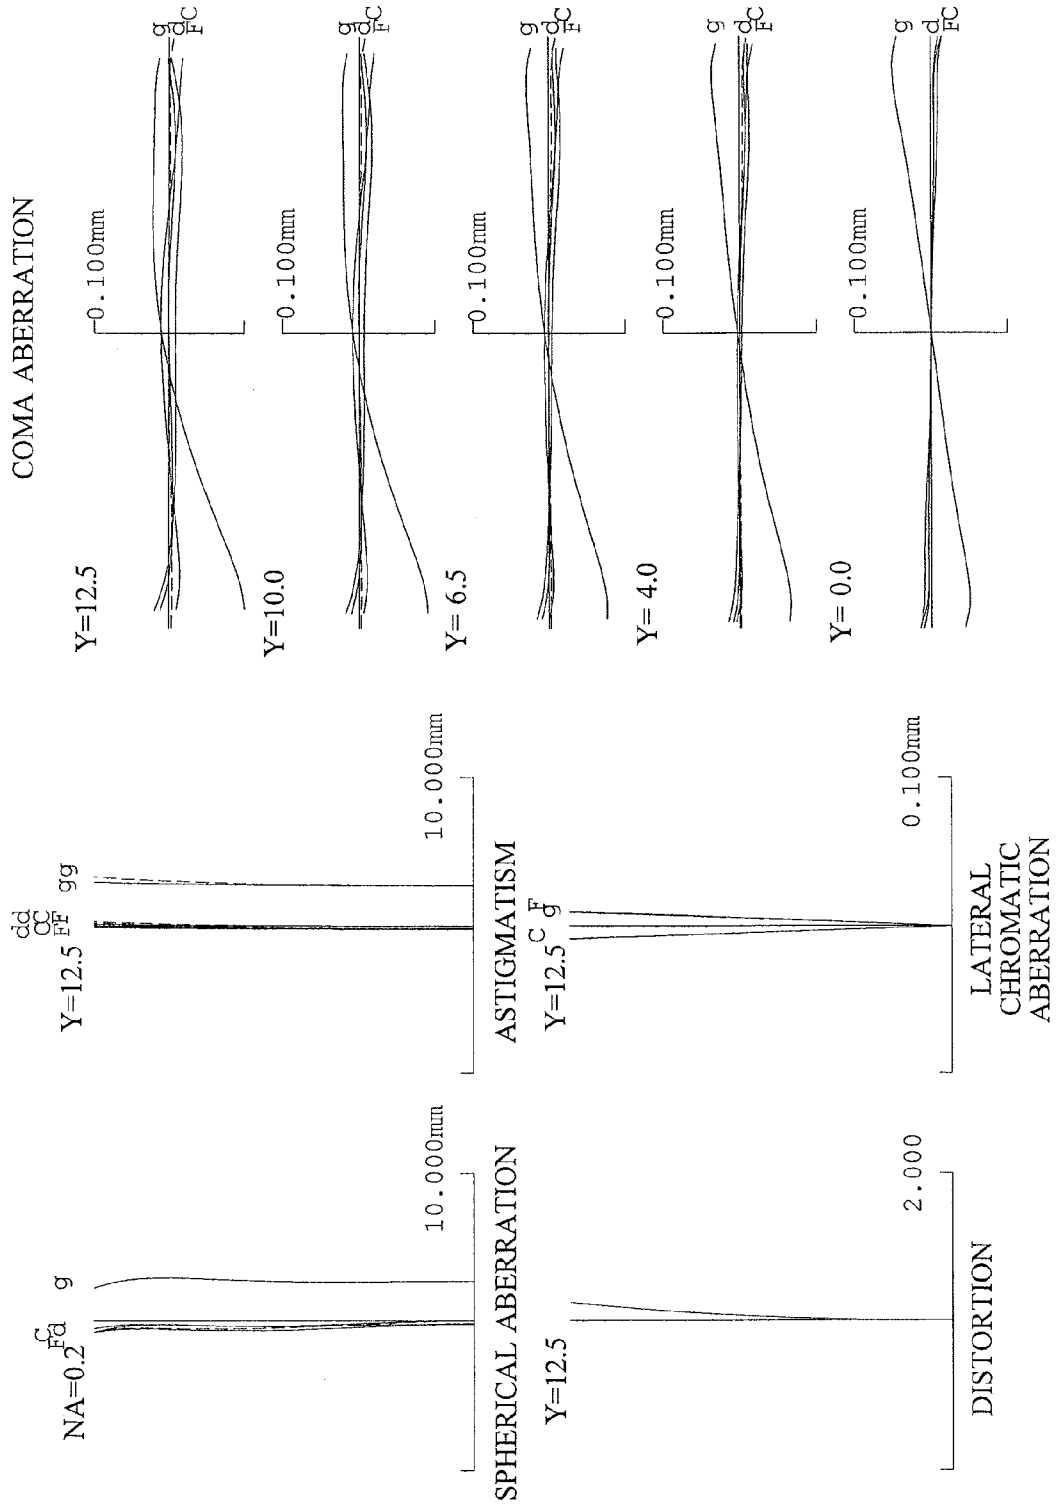 NA=0.2
F
C
d
g
10.000mm
SPHERICAL ABERRATION
Y=12.5
dd
CC
FF
gg
10.000mm
ASTIGMATISM
Y=12.5
2.000
DISTORTION
Y=12.5
C
F
g
0.100mm
LATERAL
CHROMATIC
ABERRATION
COMA ABERRATION
Y=12.5
0.100mm
g
d
F
C
Y=10.0
0.100mm
g
d
F
C
Y= 6.5
0.100mm
g
d
F
C
Y= 4.0
0.100mm
g
d
F
C
Y= 0.0
0.100mm
g
d
F
C